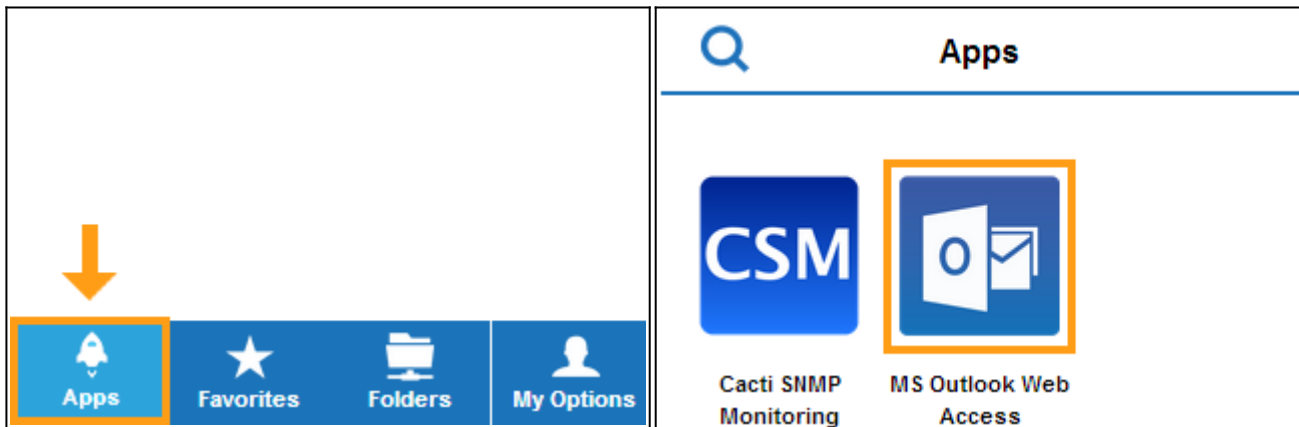 Apps
Favorites
Folders
My Options
Apps
CSM
O
Cacti SNMP
Monitoring
MS Outlook Web
Access